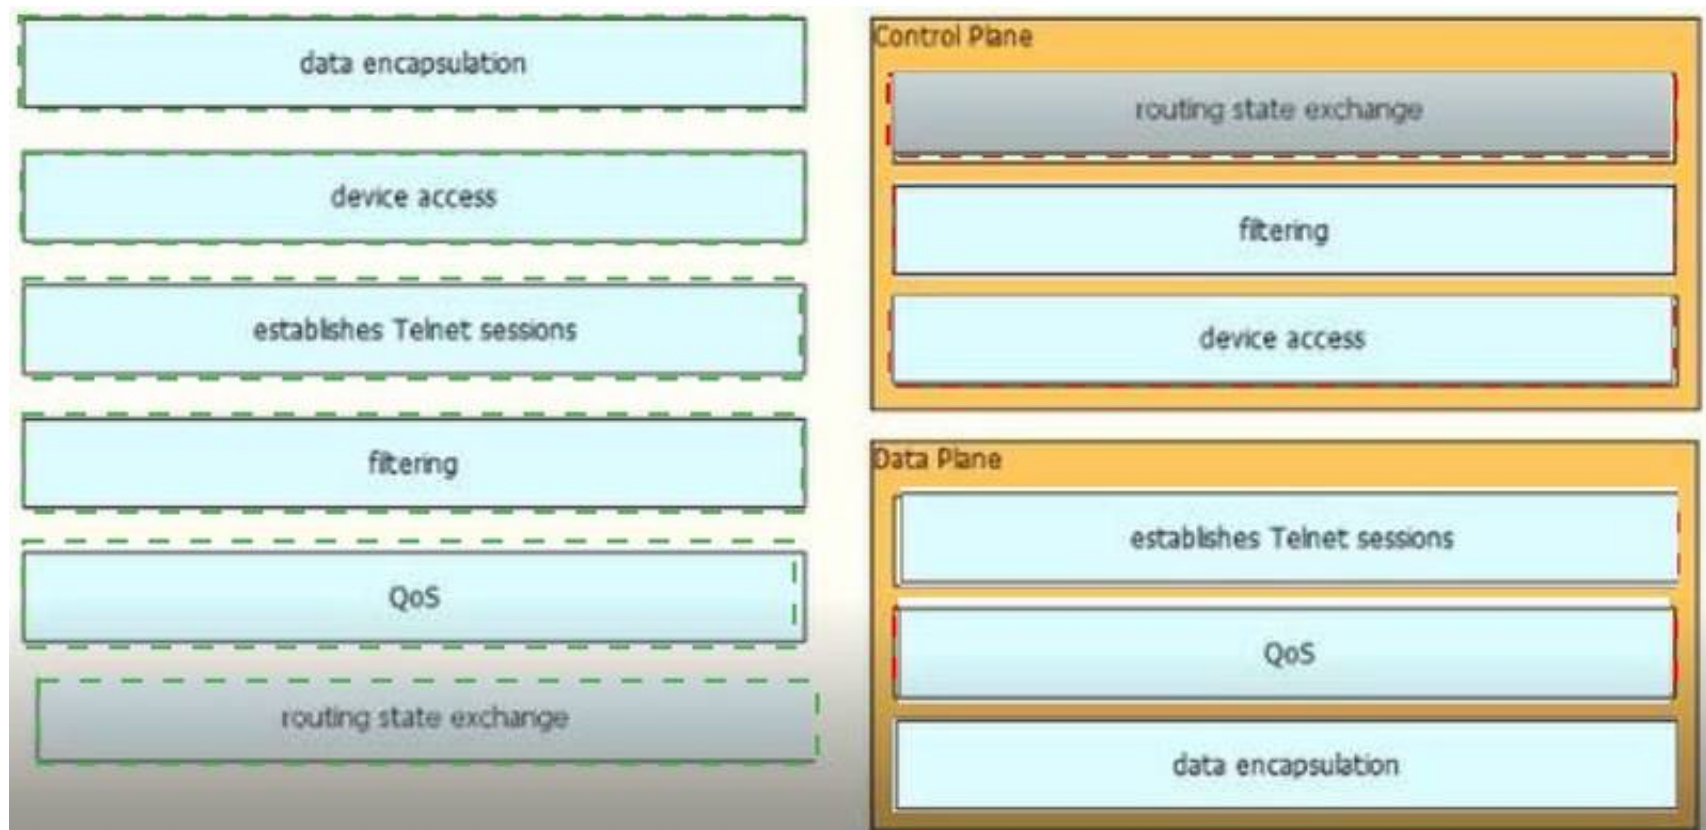 data encapsulation
device access
establishes Telnet sessions
filtering
QoS
routing state exchange
Control Plane
routing state exchange
filtering
device access
Data Plane
establishes Telnet sessions
QoS
data encapsulation